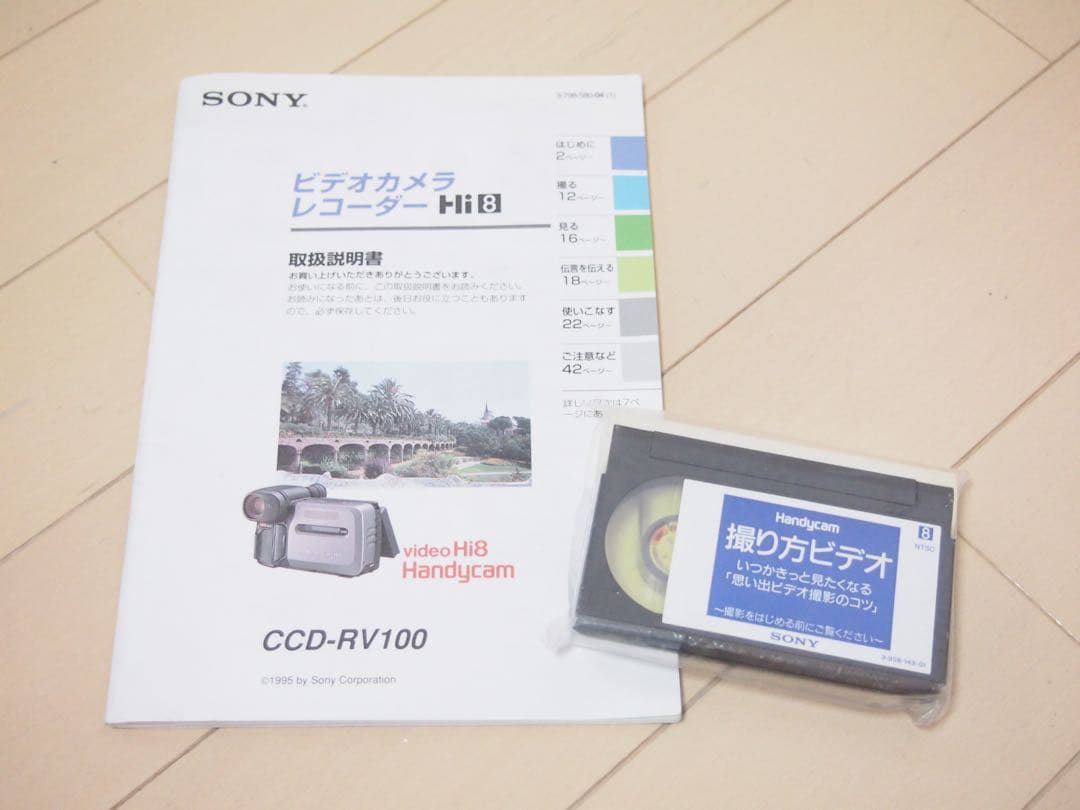 SONY
ビデオカメラ
レコーダー Hi8
取扱説明書
お買い上げいただきありがとうございます。
お使いになる前に、この取扱説明書をお読みください。
お読みになったあとは、後日お役に立つこともあります
ので、必ず保存してください。
はじめに
2ページ〜
撮る
12ページ〜
見る
16ページ〜
伝言を伝える
18ページ〜
使いこなす
22ページ〜
ご注意など
42ページ〜
video Hi8
Handycam
CCD-RV100
©1995 by Sony Corporation
Handycam
撮り方ビデオ
いつかきっと見たくなる
「思い出ビデオ撮影のコツ」
〜撮影をはじめる前にご覧ください〜
SONY
8
NTSC
3-958-143-01